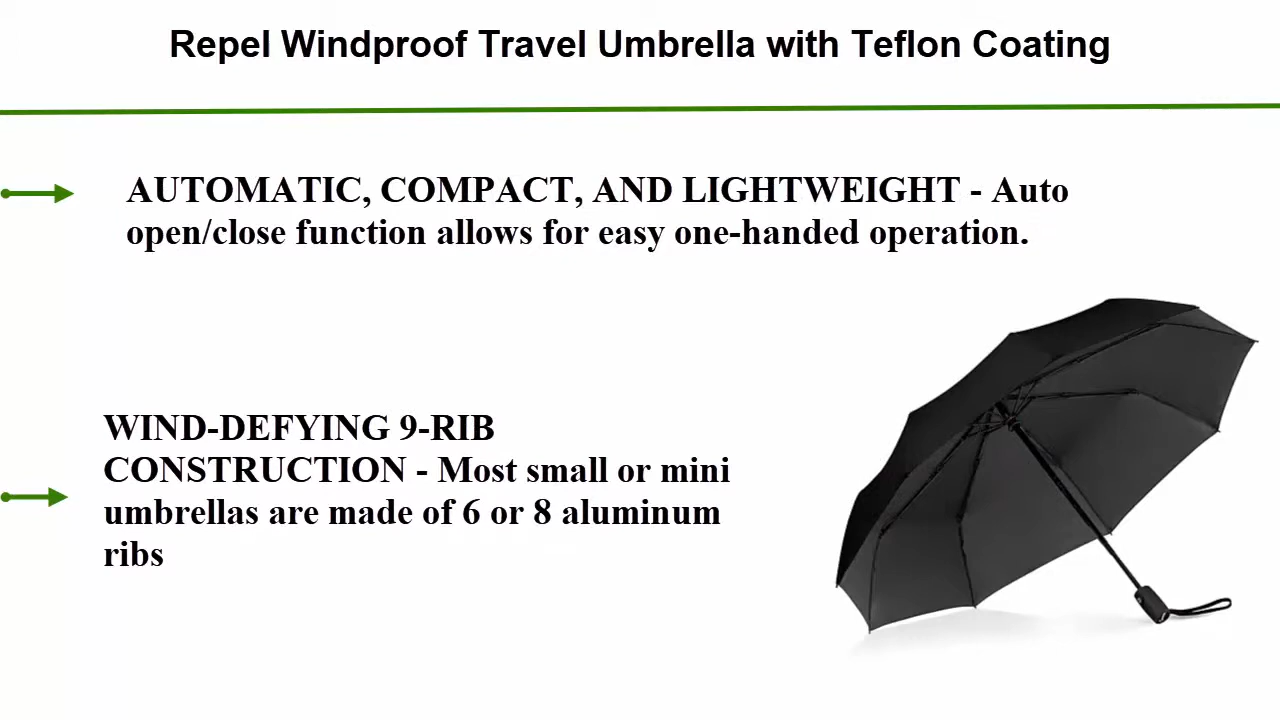 Repel Windproof Travel Umbrella with Teflon Coating
AUTOMATIC, COMPACT, AND LIGHTWEIGHT - Auto
open/close function allows for easy one-handed operation.
WIND-DEFYING 9-RIB
CONSTRUCTION - Most small or mini
umbrellas are made of 6 or 8 aluminum
ribs